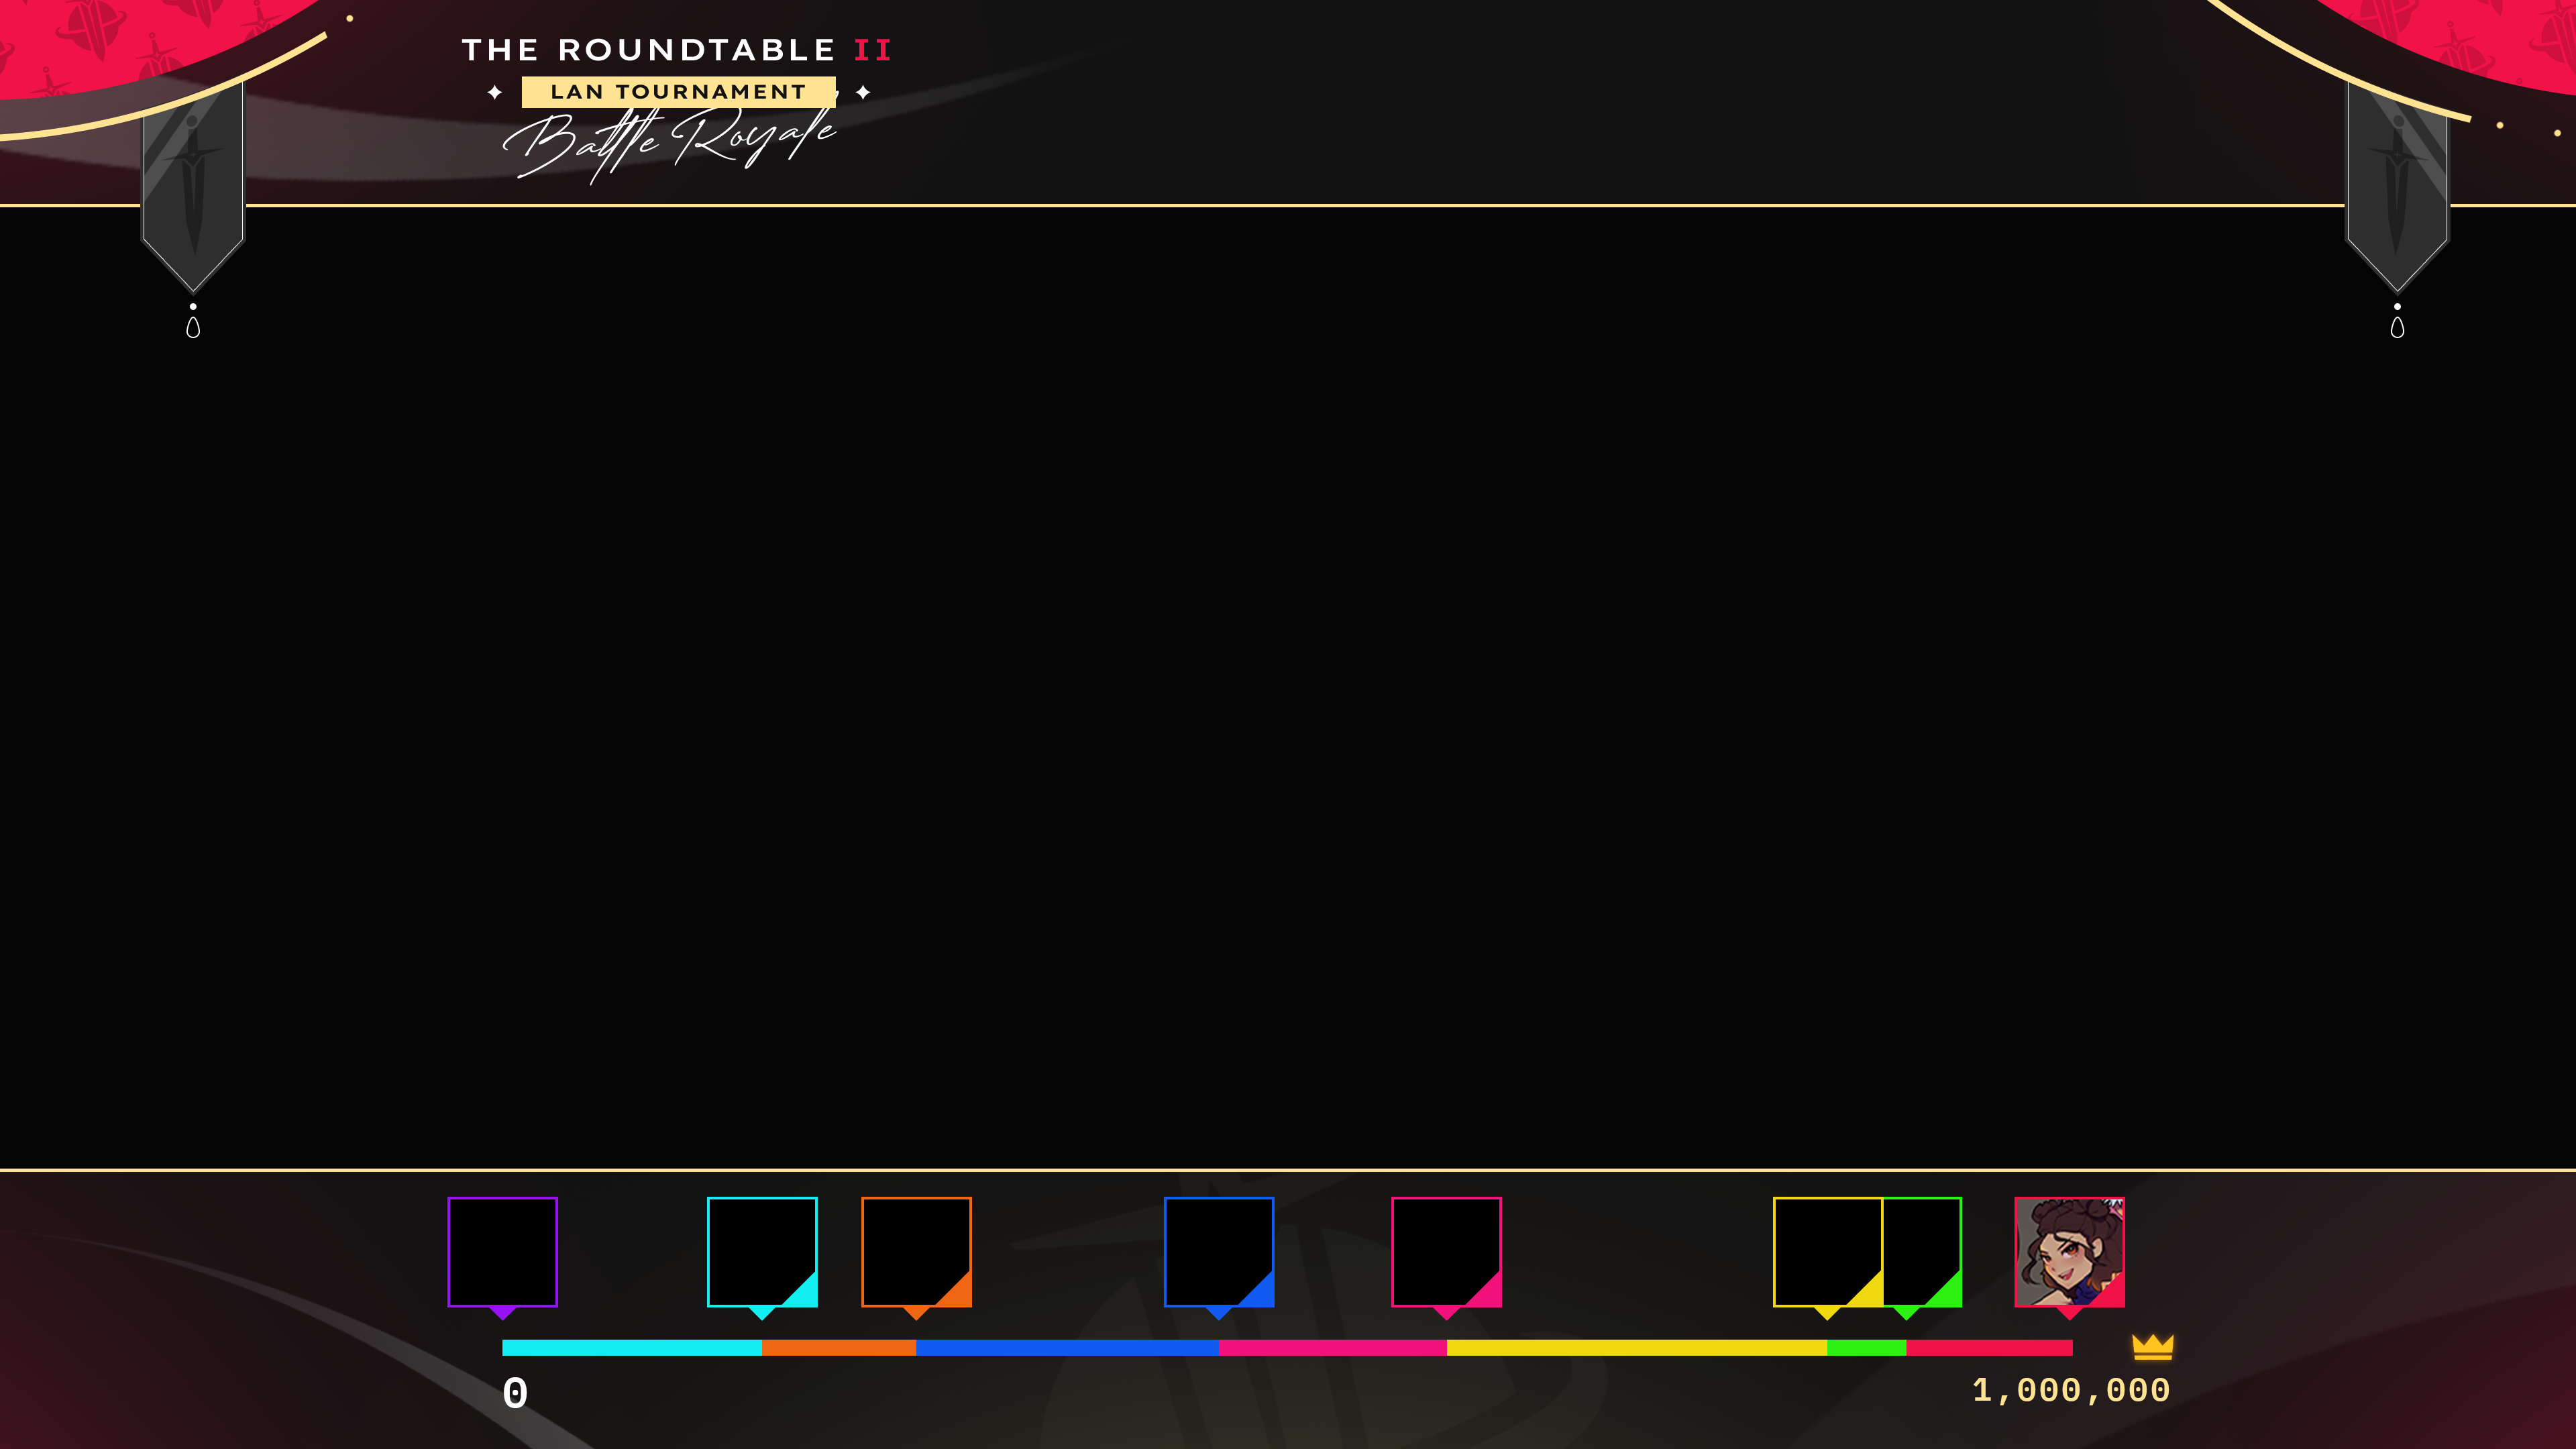 THE ROUNDTABLE II
LAN TOURNAMENT
Battle Royale
0
1,000,000